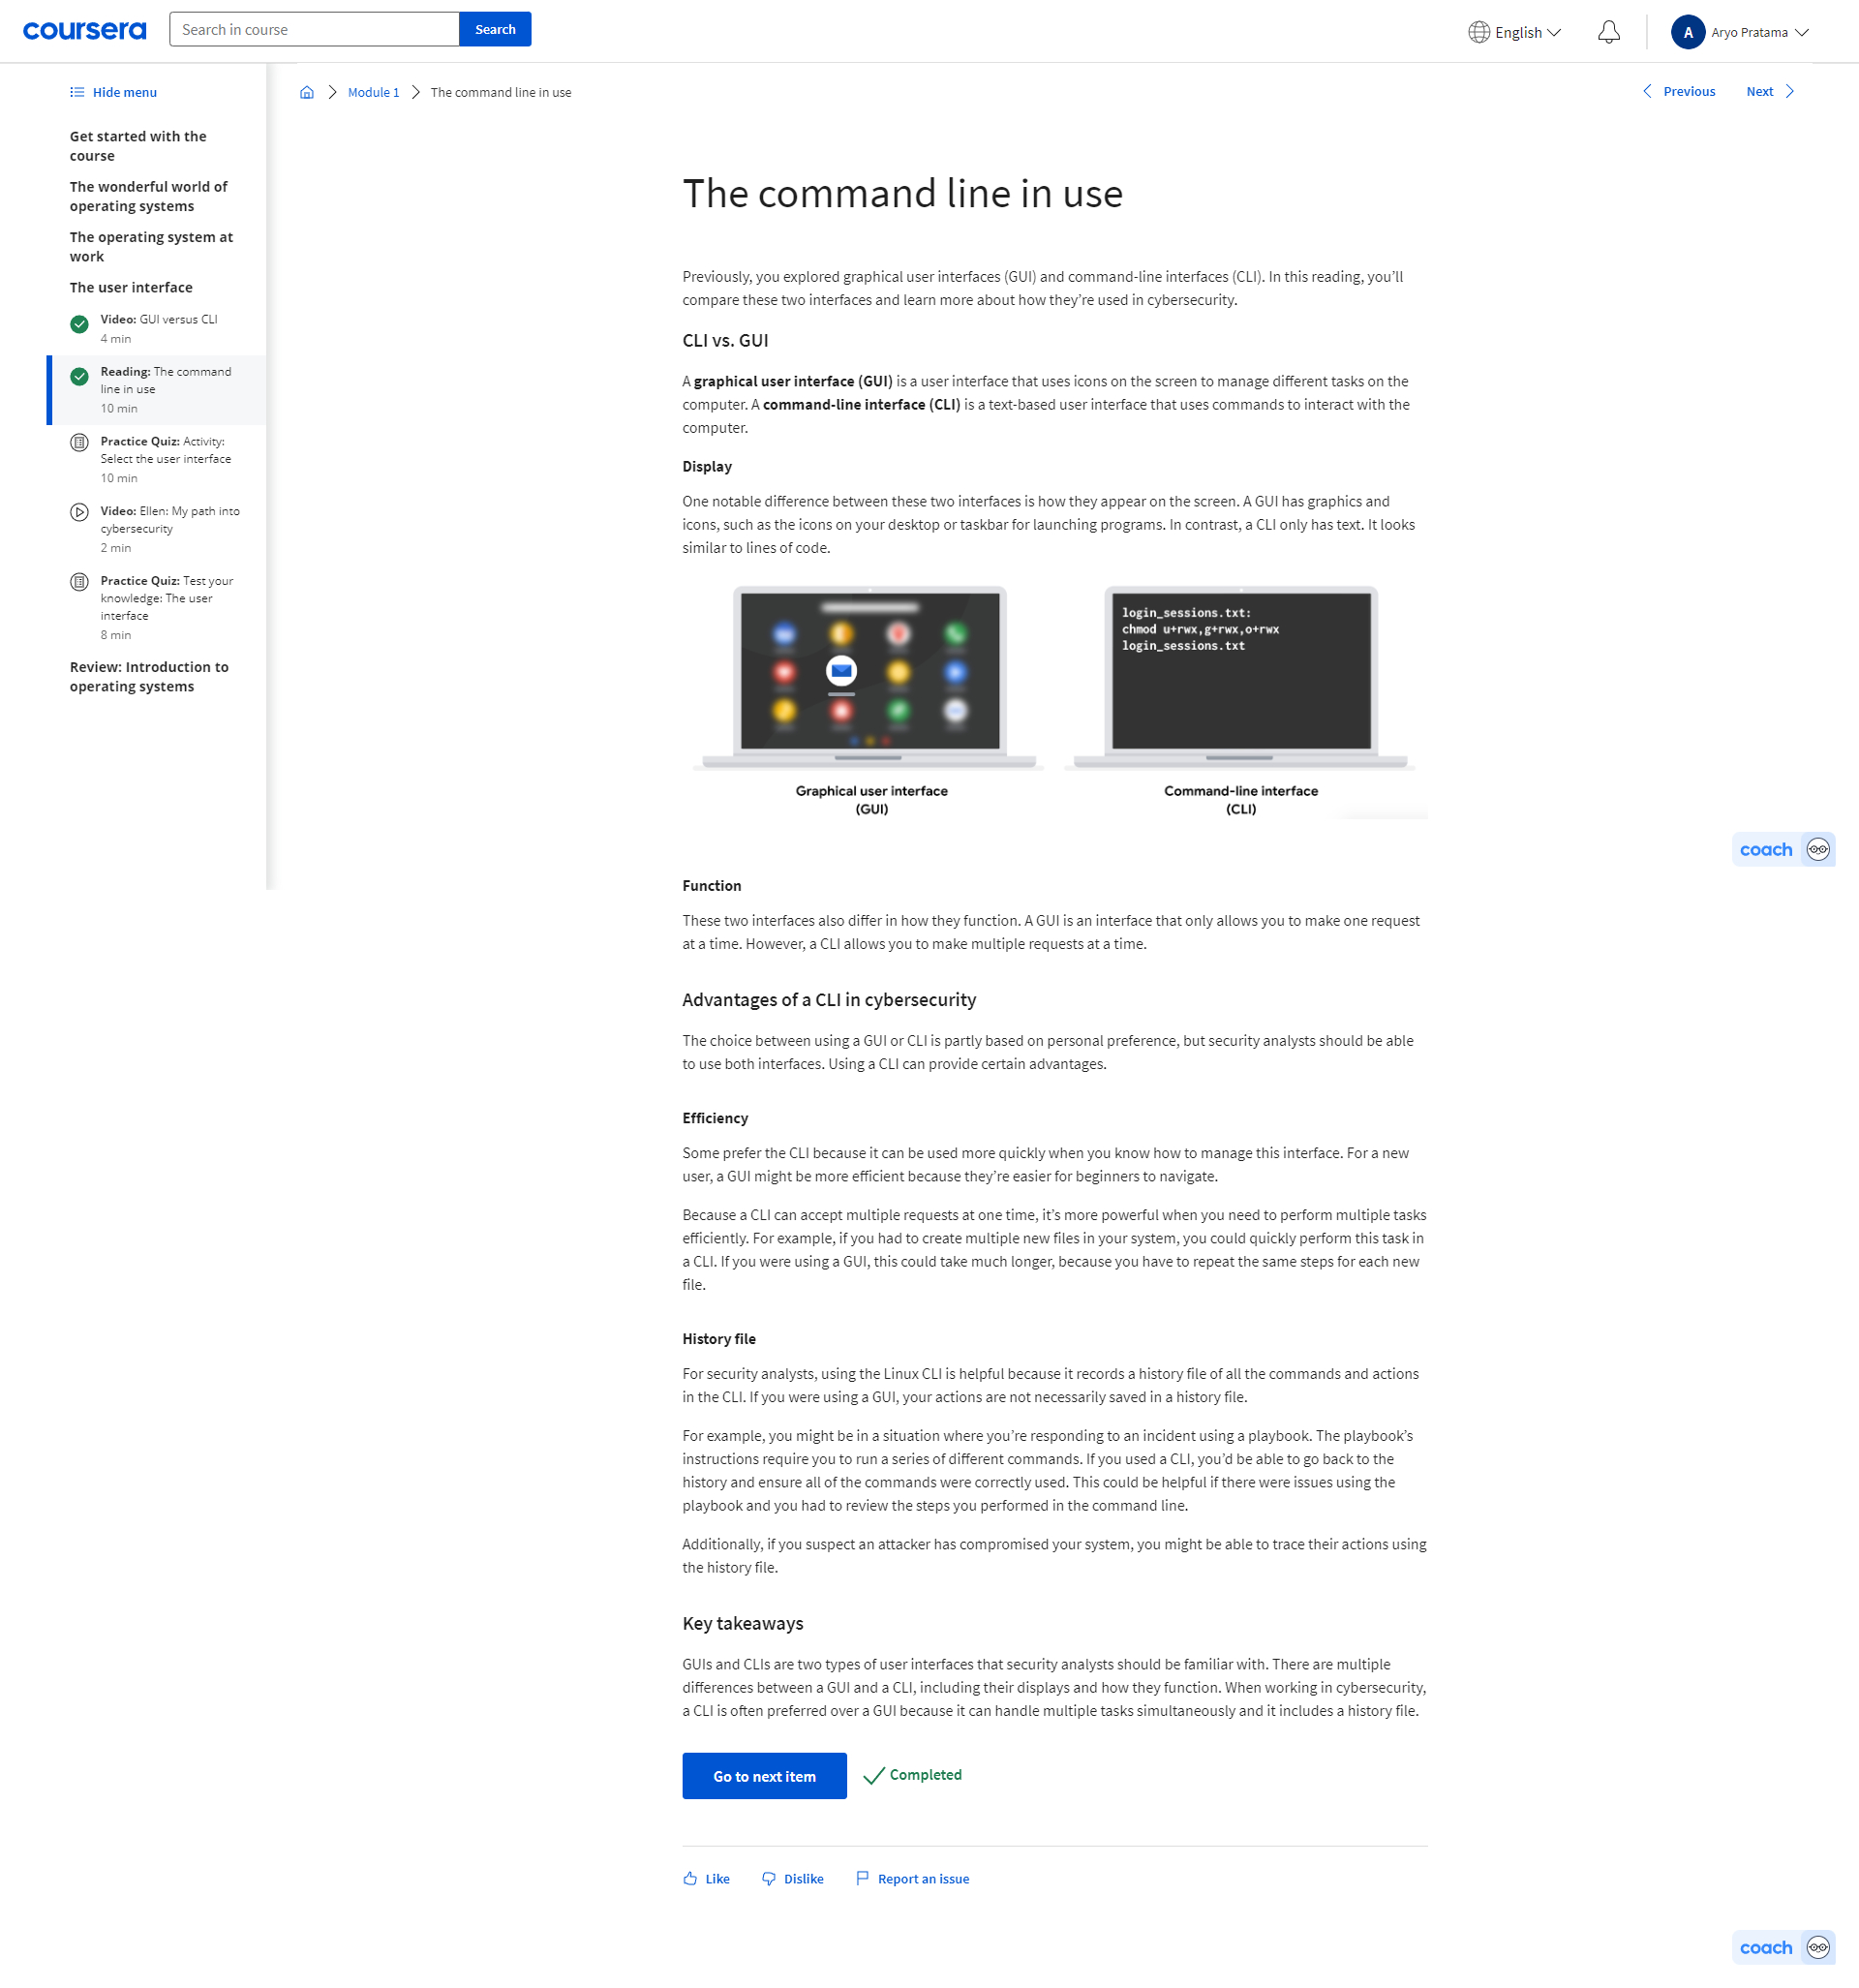 coursera
Search in course
Search
English
A
Aryo Pratama
Hide menu
Get started with the
course
The wonderful world of
operating systems
The operating system at
work
The user interface
Video: GUI versus CLI
4 min
Reading: The command
line in use
10 min
Practice Quiz: Activity:
Select the user interface
10 min
Video: Ellen: My path into
cybersecurity
2 min
Practice Quiz: Test your
knowledge: The user
interface
8 min
Review: Introduction to
operating systems
Module 1
The command line in use
Previous
Next
The command line in use
Previously, you explored graphical user interfaces (GUI) and command-line interfaces (CLI). In this reading, you’ll
compare these two interfaces and learn more about how they’re used in cybersecurity.
CLI vs. GUI
A graphical user interface (GUI) is a user interface that uses icons on the screen to manage different tasks on the
computer. A command-line interface (CLI) is a text-based user interface that uses commands to interact with the
computer.
Display
One notable difference between these two interfaces is how they appear on the screen. A GUI has graphics and
icons, such as the icons on your desktop or taskbar for launching programs. In contrast, a CLI only has text. It looks
similar to lines of code.
login_sessions.txt:
chmod u+rwx,g+rwx,o+rwx
login_sessions.txt
Graphical user interface
(GUI)
Command-line interface
(CLI)
coach
Function
These two interfaces also differ in how they function. A GUI is an interface that only allows you to make one request
at a time. However, a CLI allows you to make multiple requests at a time.
Advantages of a CLI in cybersecurity
The choice between using a GUI or CLI is partly based on personal preference, but security analysts should be able
to use both interfaces. Using a CLI can provide certain advantages.
Efficiency
Some prefer the CLI because it can be used more quickly when you know how to manage this interface. For a new
user, a GUI might be more efficient because they’re easier for beginners to navigate.
Because a CLI can accept multiple requests at one time, it’s more powerful when you need to perform multiple tasks
efficiently. For example, if you had to create multiple new files in your system, you could quickly perform this task in
a CLI. If you were using a GUI, this could take much longer, because you have to repeat the same steps for each new
file.
History file
For security analysts, using the Linux CLI is helpful because it records a history file of all the commands and actions
in the CLI. If you were using a GUI, your actions are not necessarily saved in a history file.
For example, you might be in a situation where you’re responding to an incident using a playbook. The playbook’s
instructions require you to run a series of different commands. If you used a CLI, you’d be able to go back to the
history and ensure all of the commands were correctly used. This could be helpful if there were issues using the
playbook and you had to review the steps you performed in the command line.
Additionally, if you suspect an attacker has compromised your system, you might be able to trace their actions using
the history file.
Key takeaways
GUIs and CLIs are two types of user interfaces that security analysts should be familiar with. There are multiple
differences between a GUI and a CLI, including their displays and how they function. When working in cybersecurity,
a CLI is often preferred over a GUI because it can handle multiple tasks simultaneously and it includes a history file.
Go to next item
Completed
Like
Dislike
Report an issue
coach